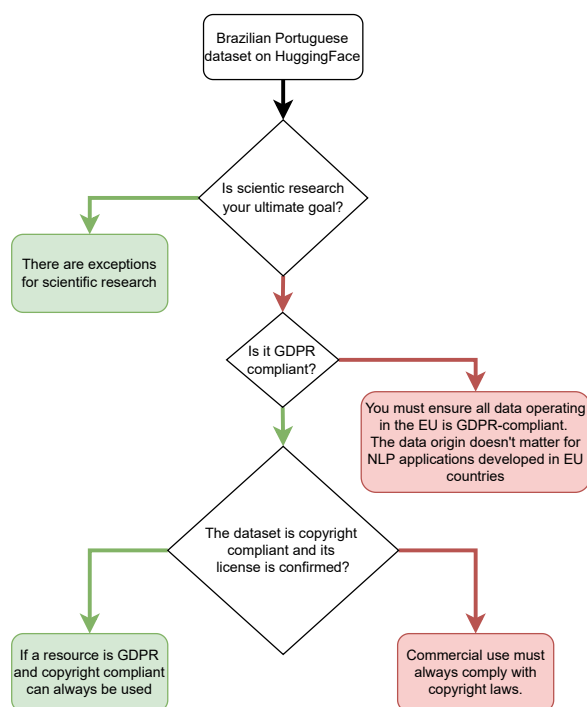 Brazilian Portuguese
dataset on HuggingFace
Is scientic research
your ultimate goal?
There are exceptions
for scientific research
Is it GDPR
compliant?
You must ensure all data operating
in the EU is GDPR-compliant.
The data origin doesn't matter for
NLP applications developed in EU
countries
The dataset is copyright
compliant and its
license is confirmed?
If a resource is GDPR
and copyright compliant
can always be used
Commercial use must
always comply with
copyright laws.